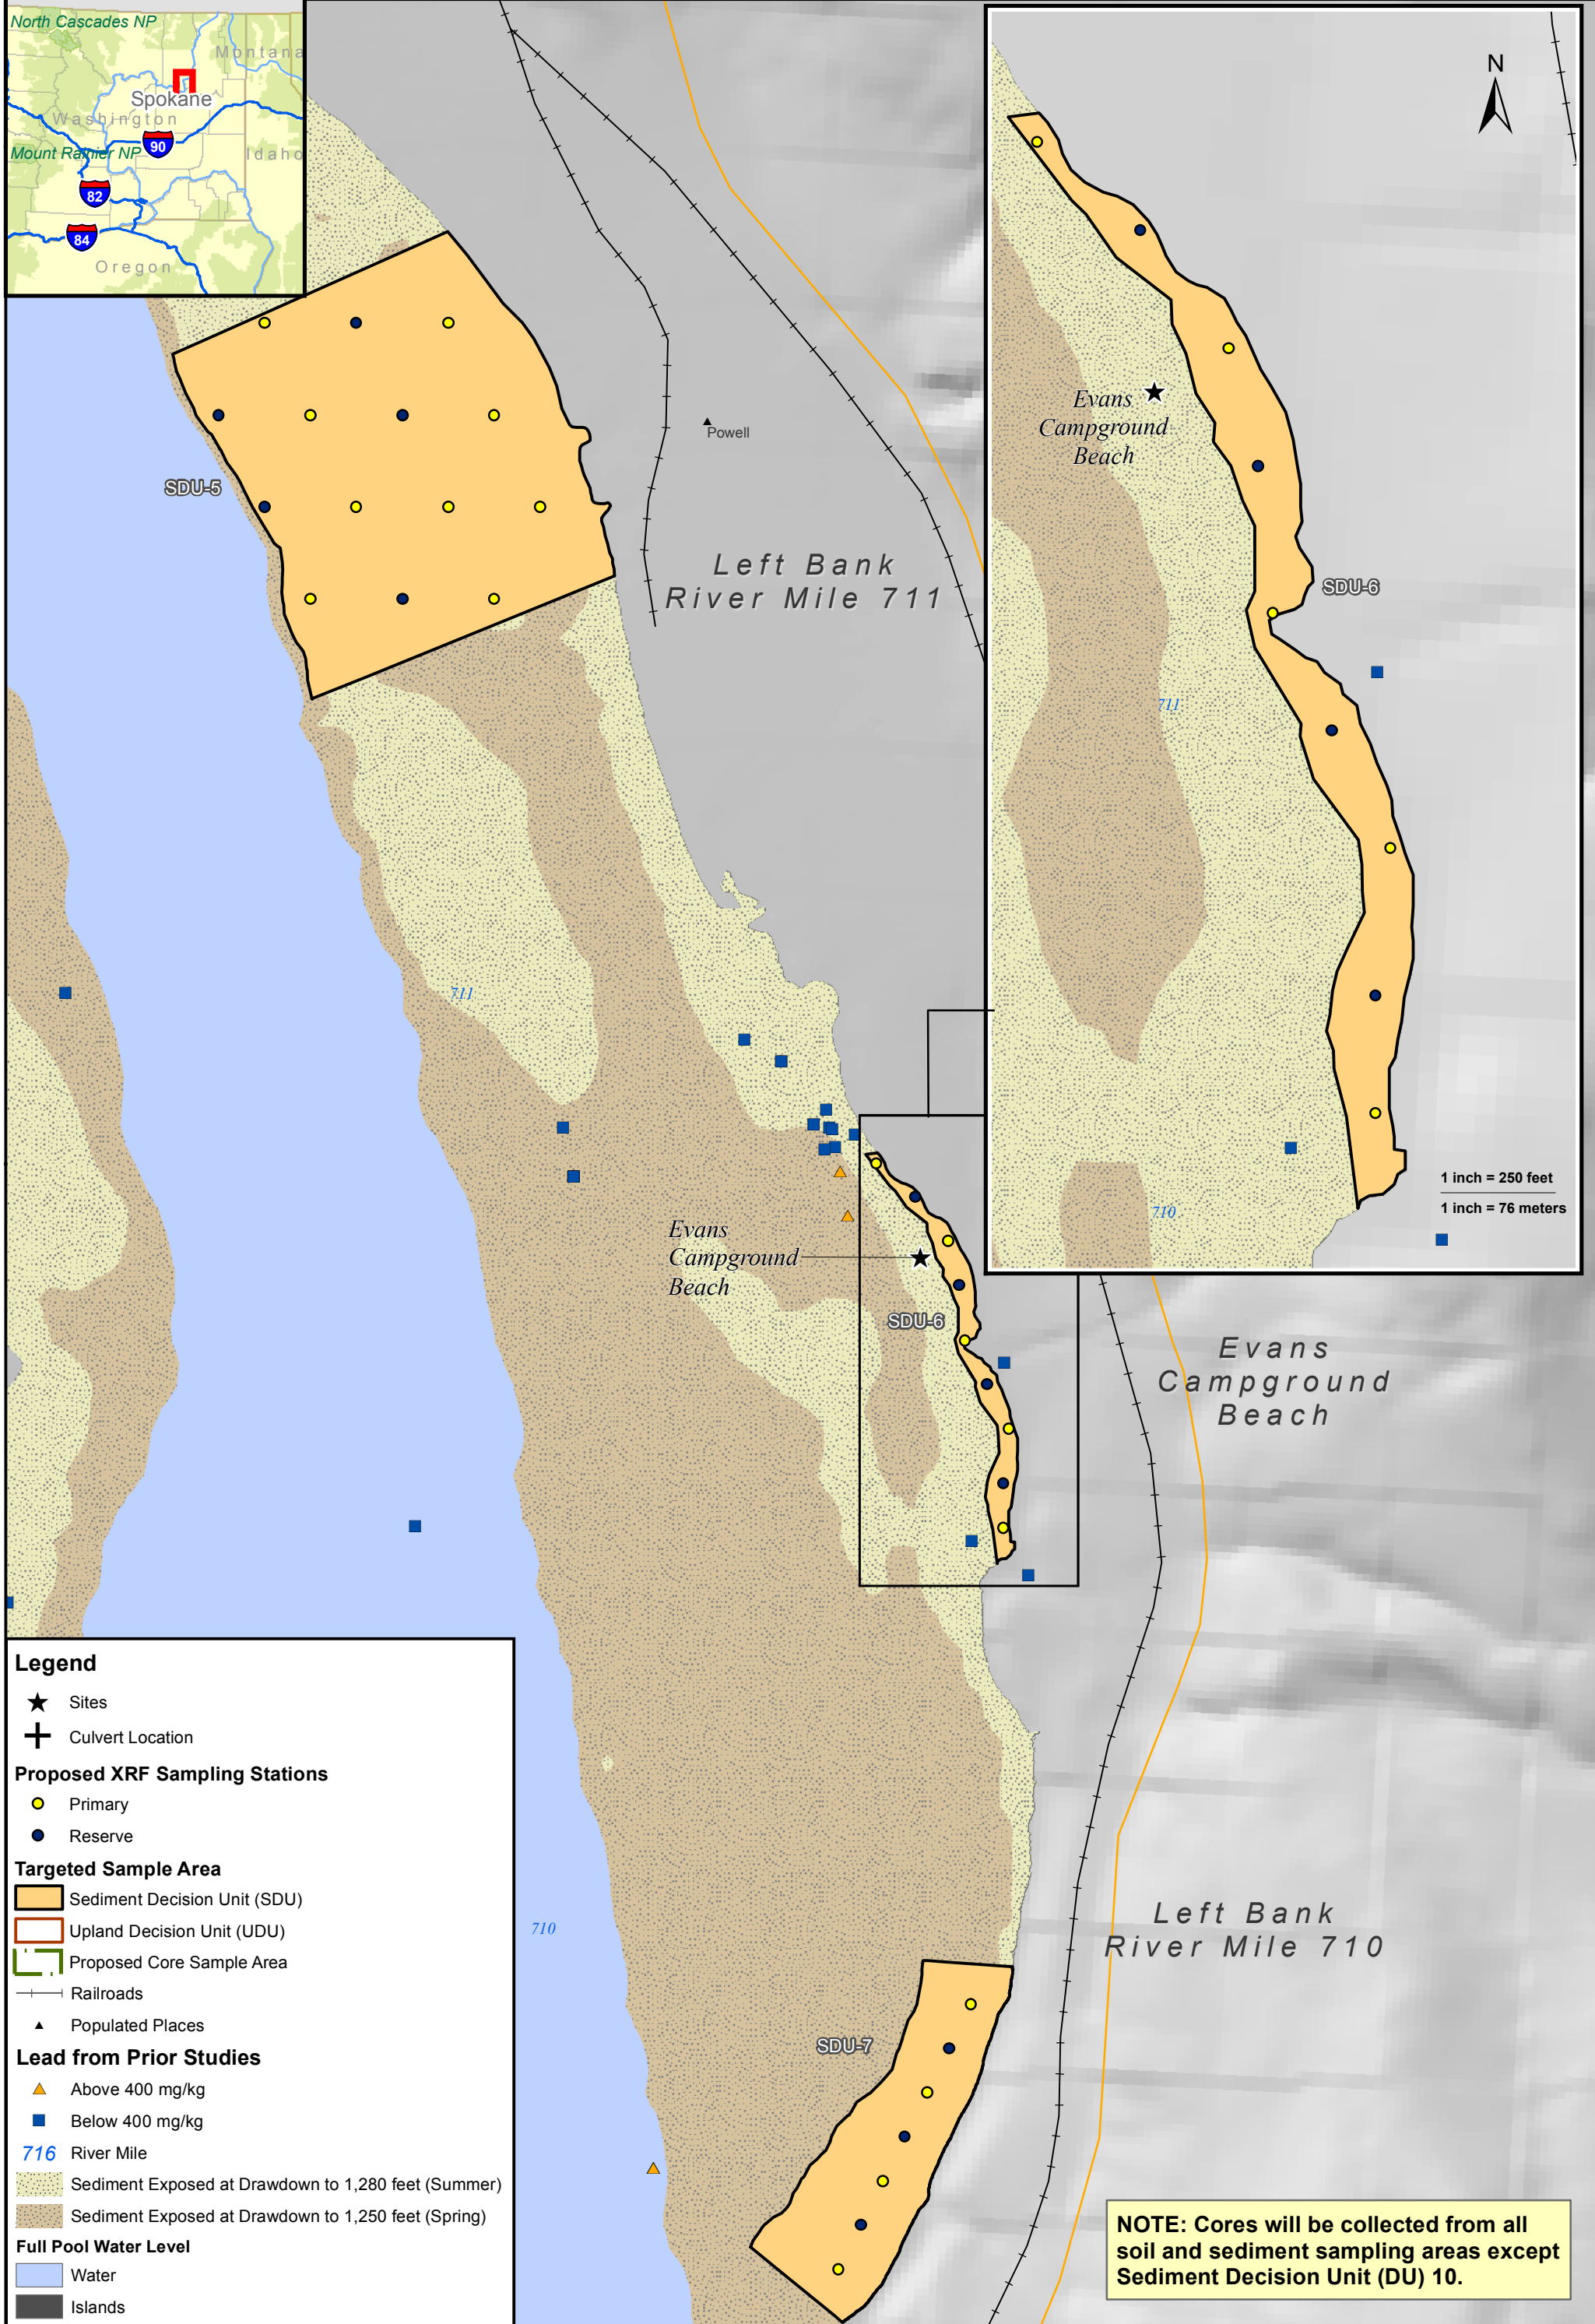 North Cascades NP
Montana
Spokane
Washington
90
Mount Rainier NP
Idaho
82
84
Oregon
N
Evans
Campground
Beach
SDU-6
711
710
1 inch = 250 feet
1 inch = 76 meters
Powell
SDU-5
Left Bank
River Mile 711
711
Evans
Campground
Beach
SDU-6
Evans
Campground
Beach
710
Left Bank
River Mile 710
SDU-7
Legend
Sites
Culvert Location
Proposed XRF Sampling Stations
Primary
Reserve
Targeted Sample Area
Sediment Decision Unit (SDU)
Upland Decision Unit (UDU)
Proposed Core Sample Area
Railroads
Populated Places
Lead from Prior Studies
Above 400 mg/kg
Below 400 mg/kg
716 River Mile
Sediment Exposed at Drawdown to 1,280 feet (Summer)
Sediment Exposed at Drawdown to 1,250 feet (Spring)
Full Pool Water Level
Water
Islands
NOTE: Cores will be collected from all
soil and sediment sampling areas except
Sediment Decision Unit (DU) 10.